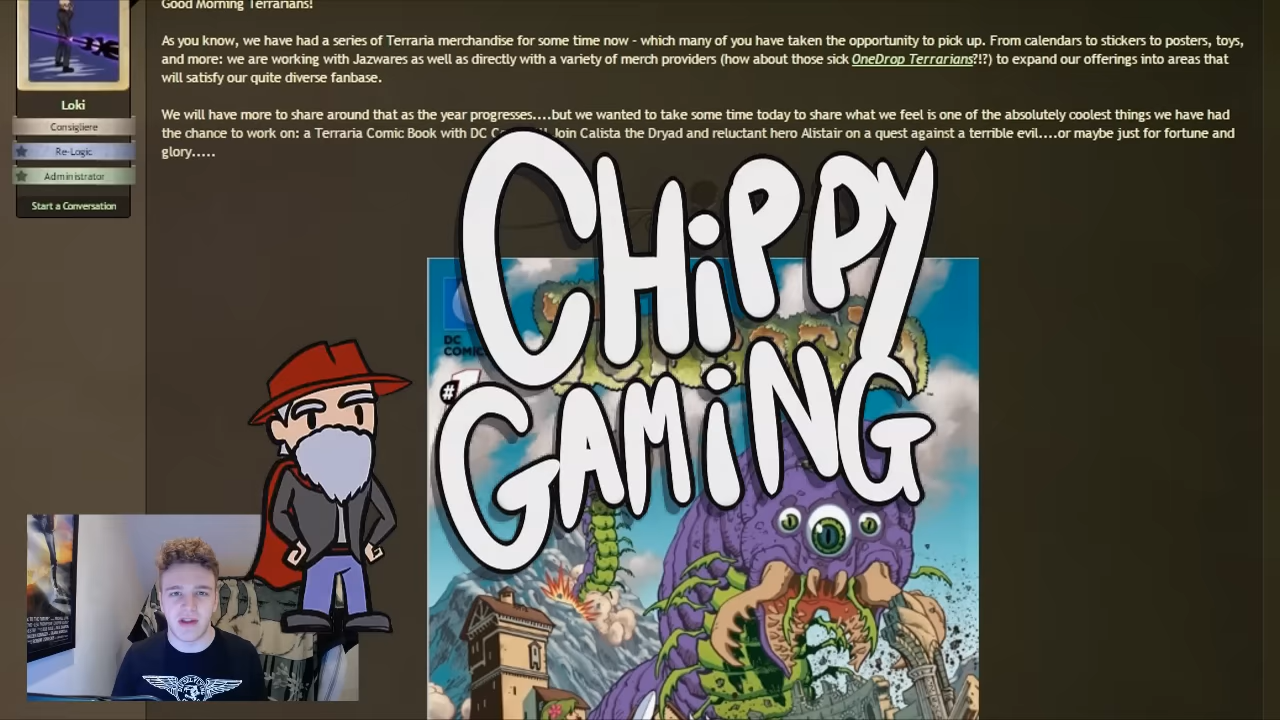 Good Morning Terrarians!
As you know, we have had a series of Terraria merchandise for some time now - which many of you have taken the opportunity to pick up. From calendars to stickers to posters, toys,
and more: we are working with Jazwares as well as directly with a variety of merch providers (how about those sick OneDrop Terrarians?!?) to expand our offerings into areas that
will satisfy our quite diverse fanbase.
We will have more to share around that as the year progresses....but we wanted to take some time today to share what we feel is one of the absolutely coolest things we have had
the chance to work on: a Terraria Comic Book with DC Join Calista the Dryad and reluctant hero Alistair on a quest against a terrible evil....or maybe just for fortune and
glory.....
Loki
Consigliere
Re-Logic
Administrator
Start a Conversation
CHiPPY
GAMiNG
DC
COMIC
#1